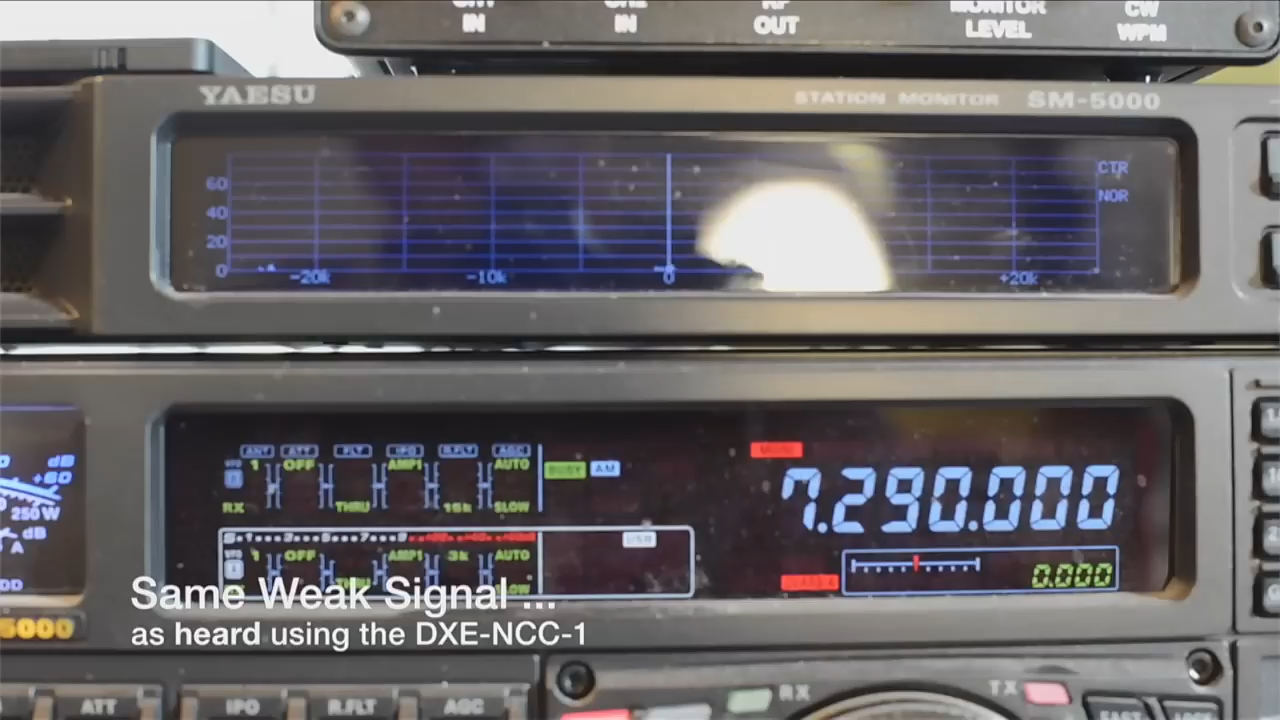 IN
IN
OUT
MONITOR
LEVEL
CW
WPM
YAESU
STATION MONITOR SM-5000
60
40
20
0
-20k
-10k
0
+20k
CTR
NOR
ANT ATT FLT IPO R.FLT AGC
1 OFF AMP1 AUTO
RX THRU 15k SLOW
BUSY AM
7.290.000
0.000
1 OFF AMP1 3k AUTO
USB
dB
+60
250 W
dB
A
Same Weak Signal ...
as heard using the DXE-NCC-1
5000
ATT IPO R.FLT AGC
RX
TX